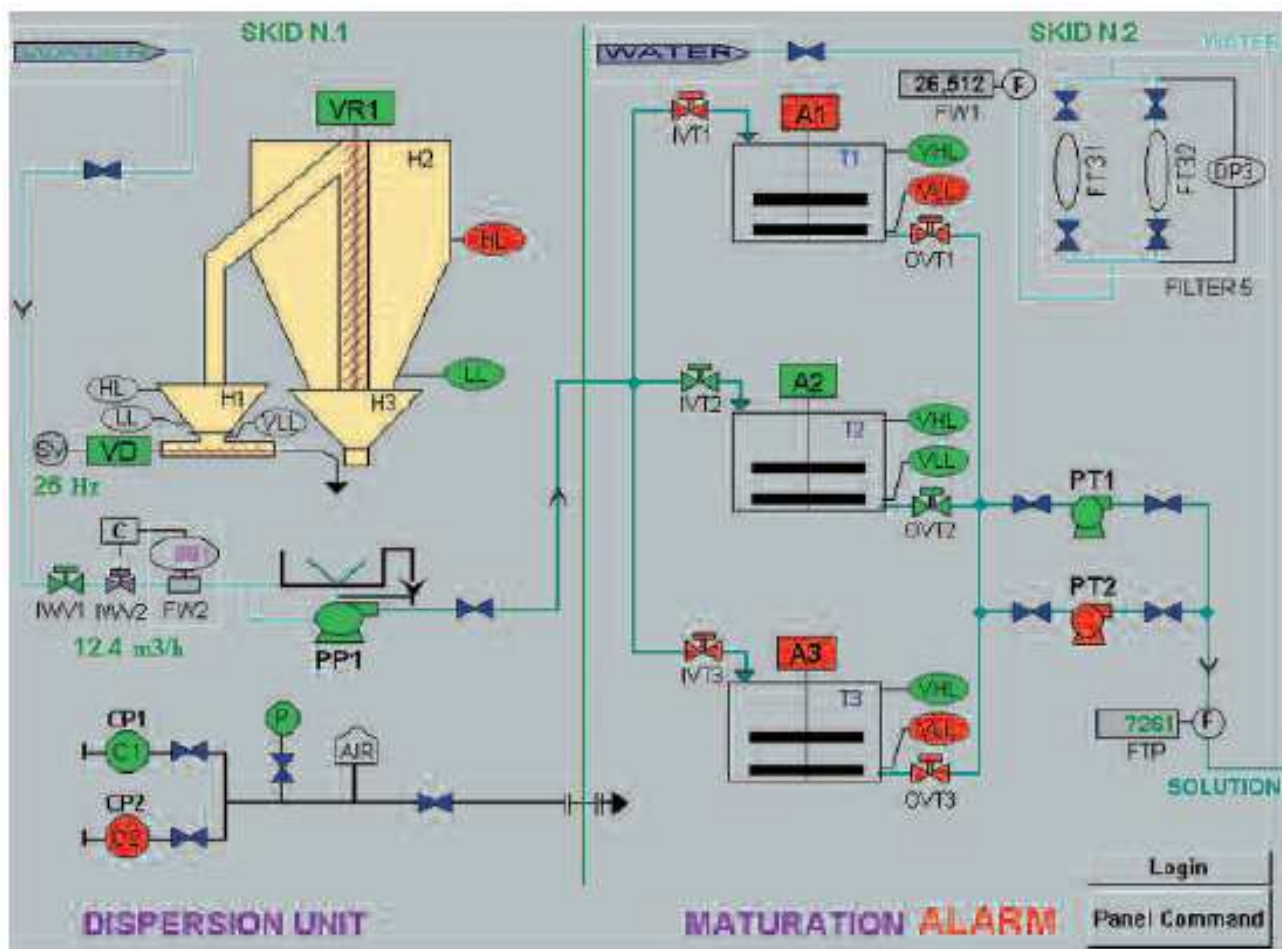 SKID N.1
WATER
SKID N.2
WATER
26,512
F
FW1
VR1
H2
IVT1
A1
T1
VHL
VLL
OVT1
FT31
FT32
DP3
FILTER 5
HL
LL
HL
H1
LL
VLL
H3
SV
VD
25 Hz
IVT2
A2
T2
VHL
VLL
OVT2
PT1
PT2
C
IWV1
IWV2
FW2
12.4 m3/h
PP1
IVT3
A3
T3
VHL
VLL
OVT3
7261
F
FTP
SOLUTION
CP1
C1
P
AIR
CP2
C2
Login
DISPERSION UNIT
MATURATION
ALARM
Panel Command